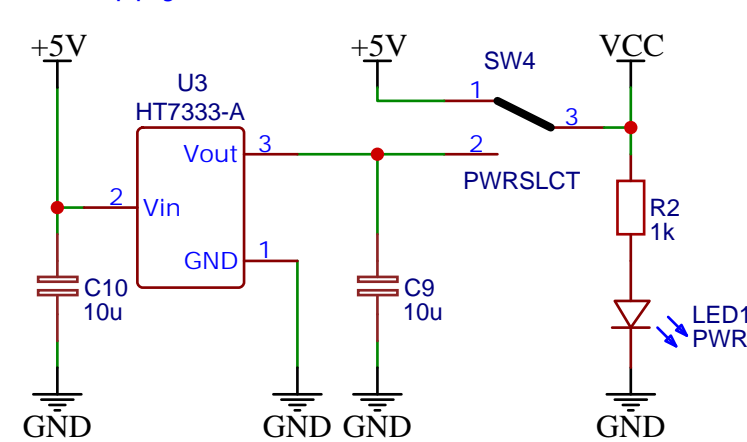 +5V
+5V
VCC
SW4
U3
HT7333-A
1
3
2
Vout
3
PWRSLCT
2
Vin
R2
1k
GND
1
C10
10u
C9
10u
LED1
PWR
GND
GND
GND
GND